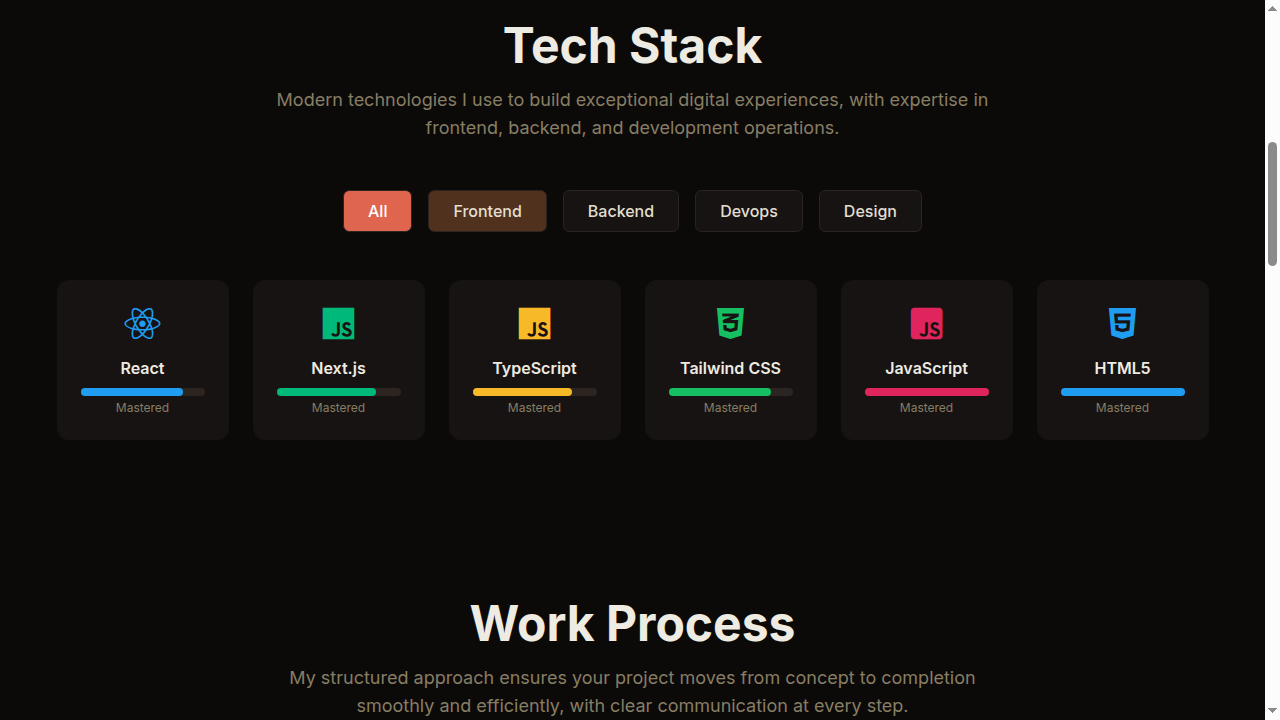 Tech Stack
Modern technologies I use to build exceptional digital experiences, with expertise in
frontend, backend, and development operations.
All
Frontend
Backend
Devops
Design
JS
JS
JS
React
Next.js
TypeScript
Tailwind CSS
JavaScript
HTML5
Mastered
Mastered
Mastered
Mastered
Mastered
Mastered
Work Process
My structured approach ensures your project moves from concept to completion
smoothly and efficiently, with clear communication at every step.